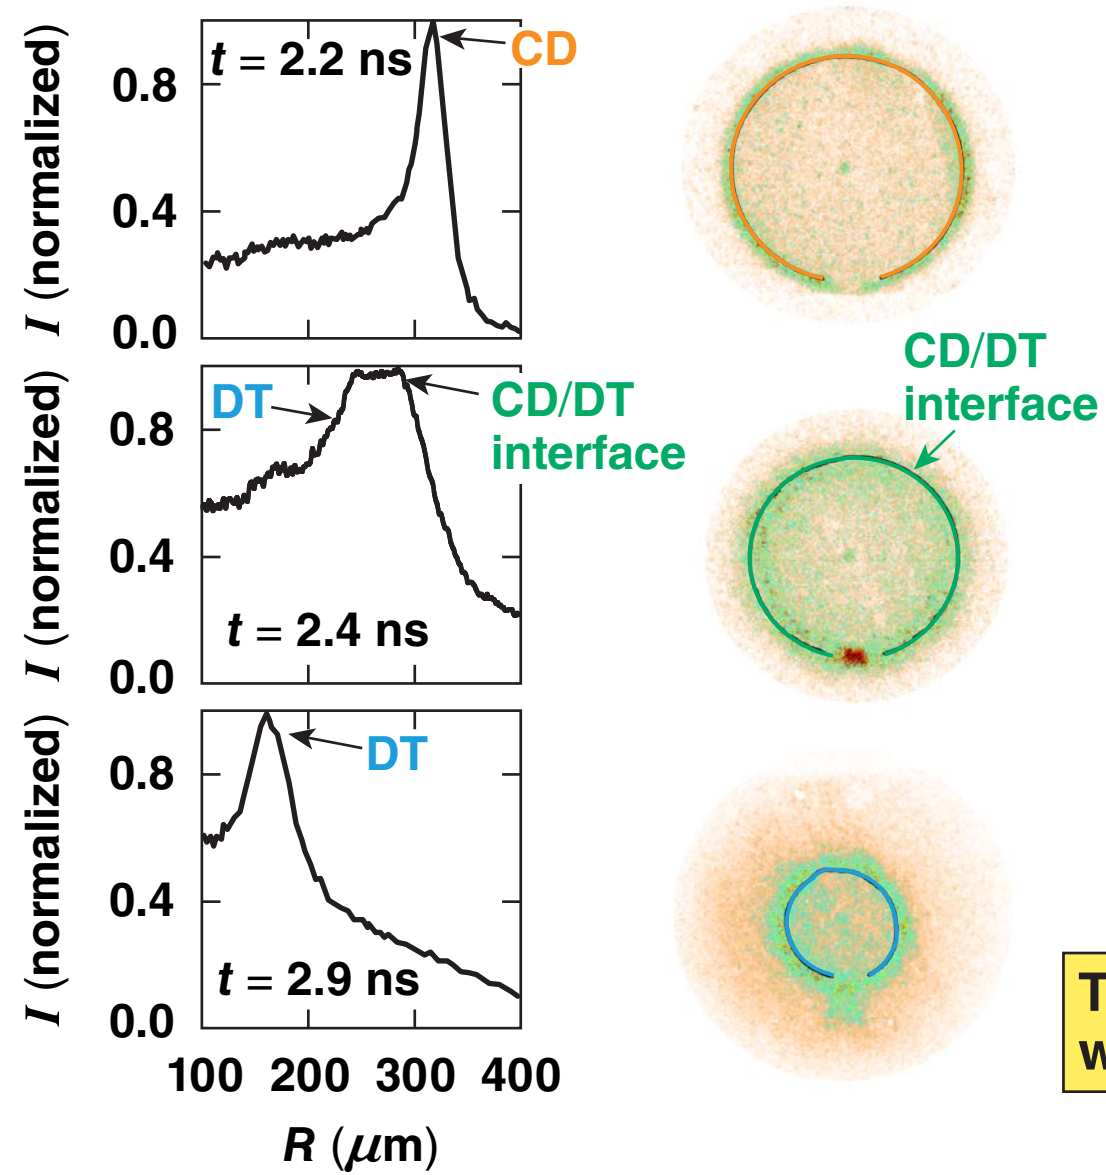 I (normalized)
0.8
0.4
0.0
t = 2.2 ns
CD
I (normalized)
0.8
0.4
0.0
DT
CD/DT
interface
t = 2.4 ns
CD/DT
interface
I (normalized)
0.8
0.4
0.0
DT
t = 2.9 ns
100 200 300 400
R (μm)
T
w